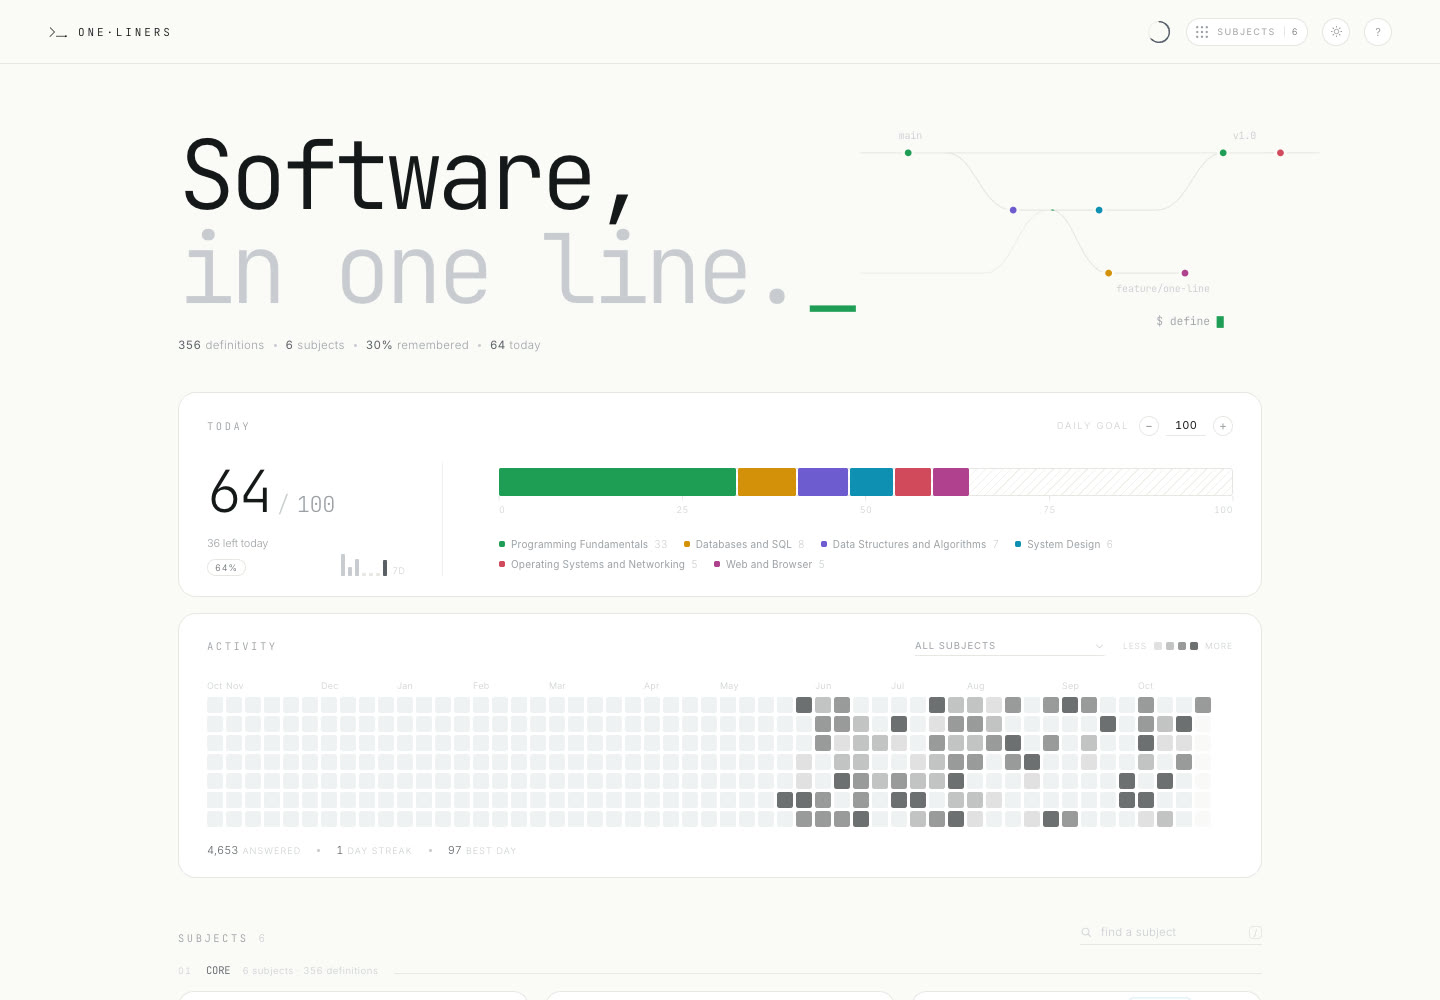 ONE·LINERS
SUBJECTS 6
?
Software,
in one line.
main
v1.0
feature/one-line
$ define
356 definitions • 6 subjects • 30% remembered • 64 today
TODAY
DAILY GOAL − 100 +
64 / 100
36 left today
64%
7D
0 25 50 75 100
Programming Fundamentals 33 Databases and SQL 8 Data Structures and Algorithms 7 System Design 6
Operating Systems and Networking 5 Web and Browser 5
ACTIVITY
ALL SUBJECTS
LESS MORE
Oct Nov Dec Jan Feb Mar Apr May Jun Jul Aug Sep Oct
4,653 ANSWERED • 1 DAY STREAK • 97 BEST DAY
SUBJECTS 6
find a subject /
01 CORE 6 subjects · 356 definitions